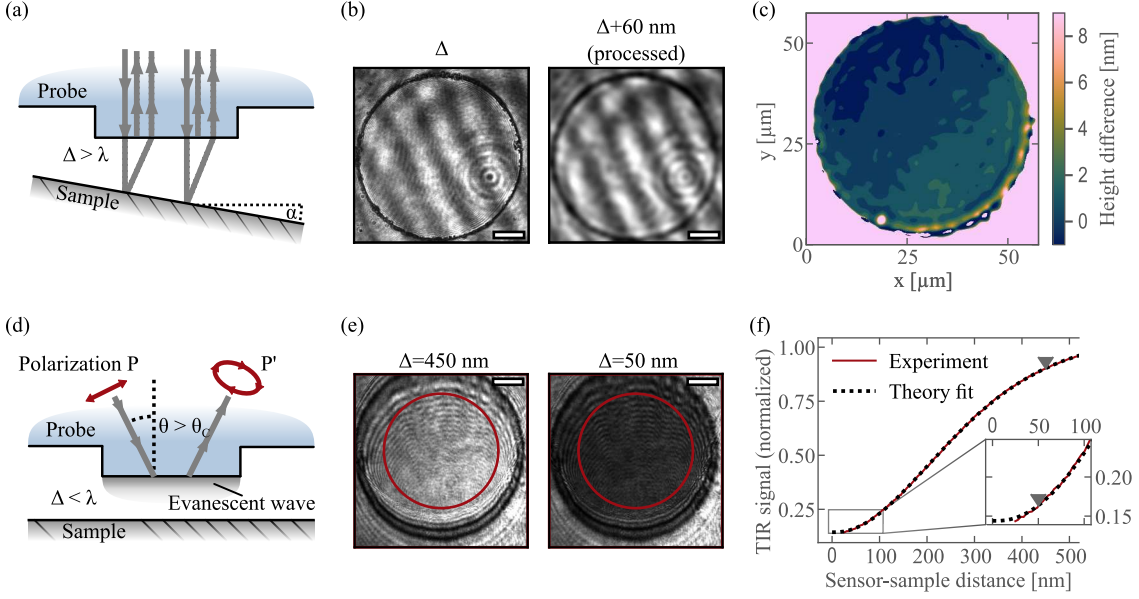 (a)
Probe
Δ > λ
Sample
α
(b)
Δ
Δ+60 nm
(processed)
(c)
50
25
0
0
25
50
y [µm]
x [µm]
8
6
4
2
0
Height difference [nm]
(d)
Polarization P
P'
Probe
θ > θC
Δ < λ
Evanescent wave
Sample
(e)
Δ=450 nm
Δ=50 nm
(f)
1.00
0.75
0.50
0.25
TIR signal (normalized)
Experiment
Theory fit
0 50 100
0.20
0.15
0 100 200 300 400 500
Sensor-sample distance [nm]